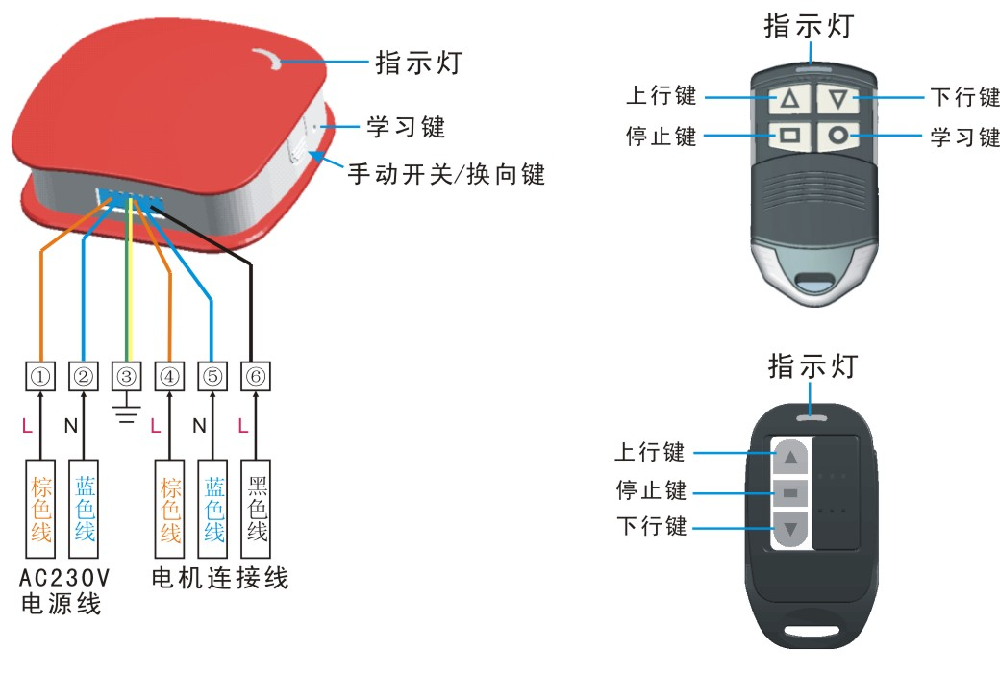 指示灯
学习键
手动开关/换向键
① ② ③ ④ ⑤ ⑥
L N L N L
棕色线
蓝色线
棕色线
蓝色线
黑色线
AC230V
电源线
电机连接线
指示灯
上行键
下行键
停止键
学习键
指示灯
上行键
停止键
下行键